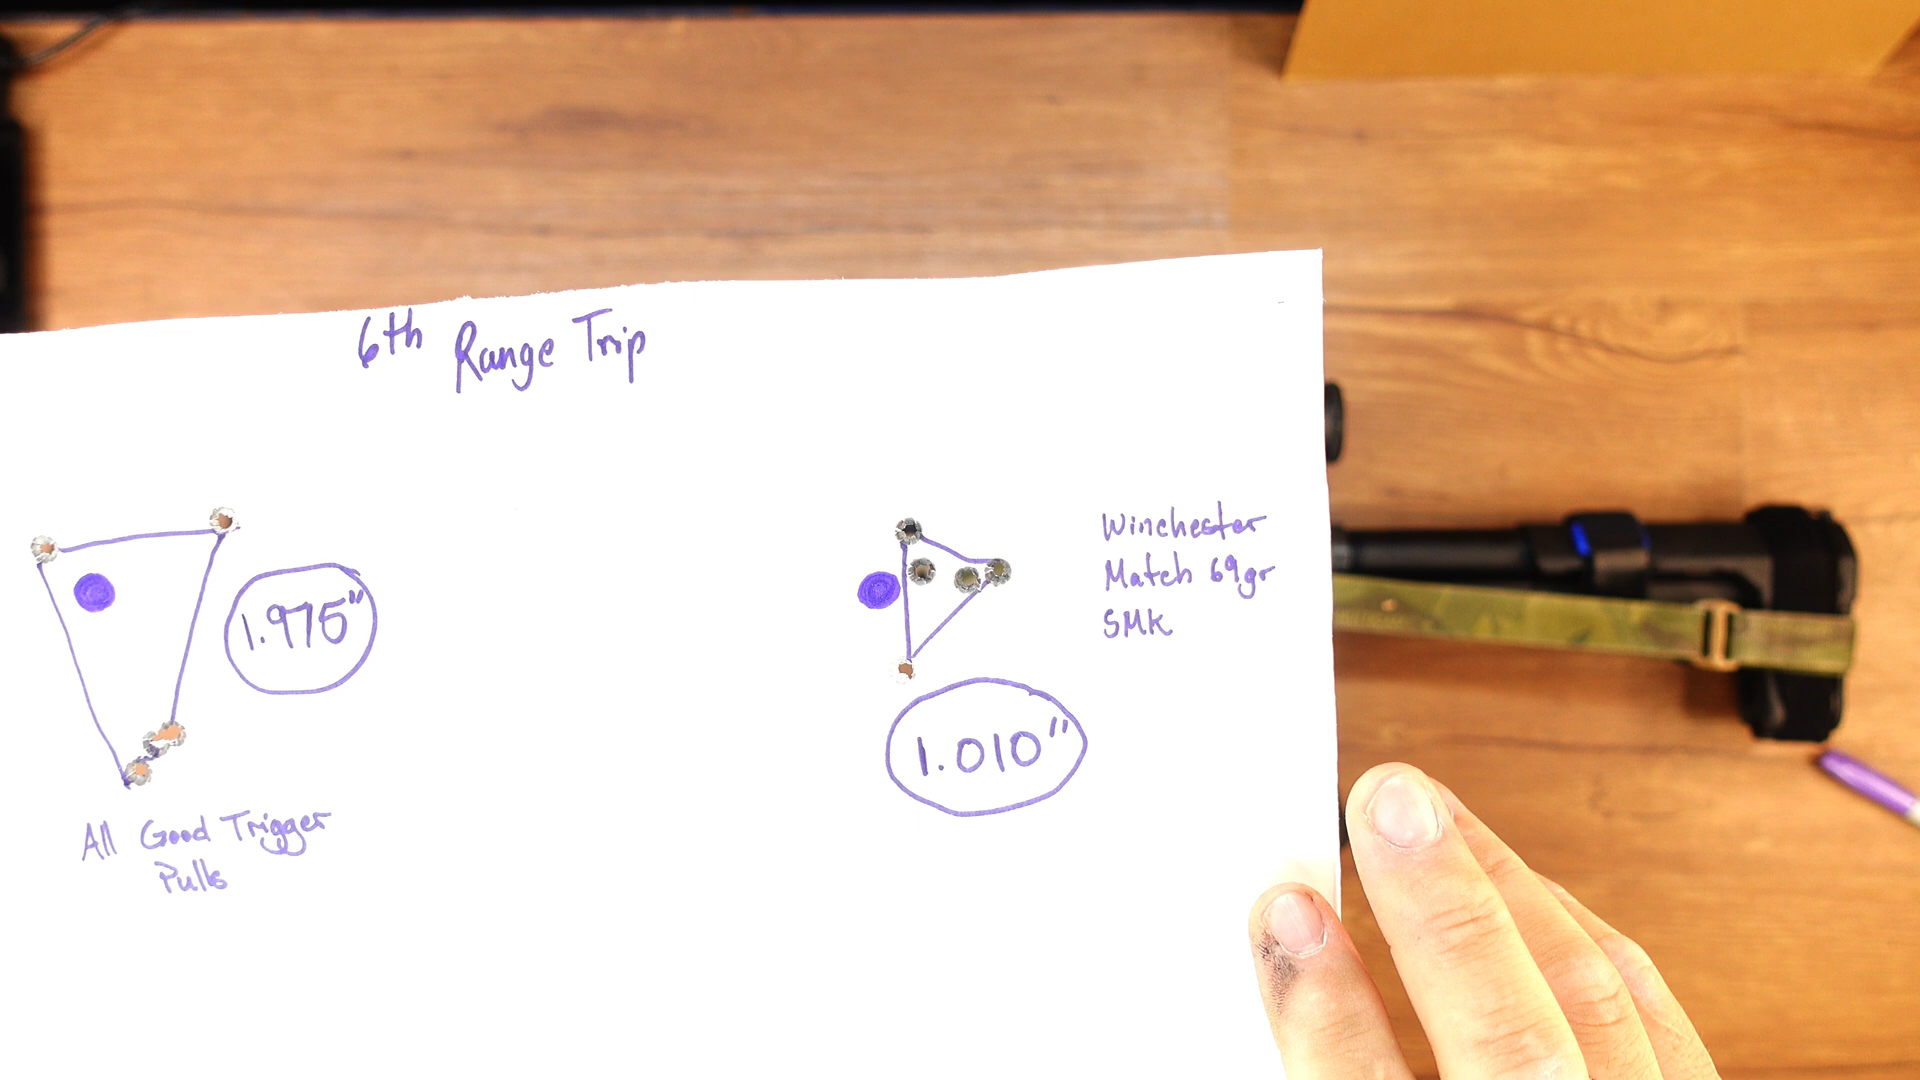 6th Range Trip
1.975"
All Good Trigger
Pulls
Winchester
Match 69gr
SMK
1.010"